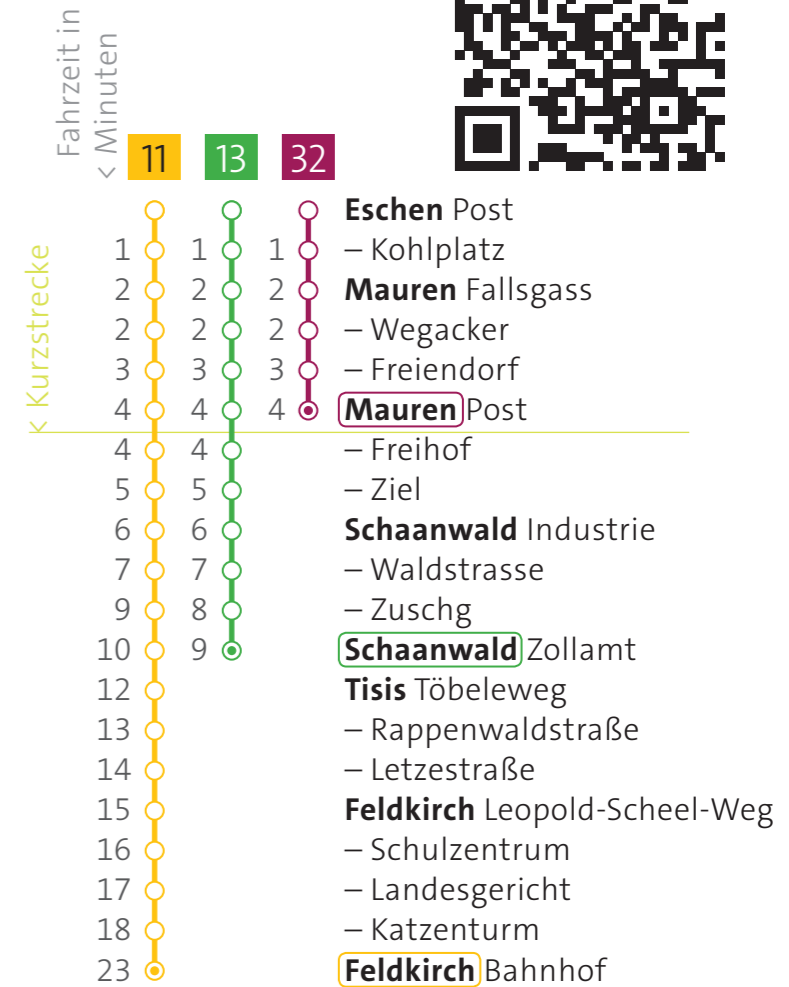 Fahrzeit in
< Minuten
11 13 32
Eschen Post
1 1 1 – Kohlplatz
2 2 2 Mauren Fallsgass
2 2 2 – Wegacker
3 3 3 – Freiendorf
4 4 4 Mauren Post
< Kurzstrecke
4 4 – Freihof
5 5 – Ziel
6 6 Schaanwald Industrie
7 7 – Waldstrasse
9 8 – Zuschg
10 9 Schaanwald Zollamt
12 Tisis Töbeleweg
13 – Rappenwaldstraße
14 – Letzestraße
15 Feldkirch Leopold-Scheel-Weg
16 – Schulzentrum
17 – Landesgericht
18 – Katzenturm
23 Feldkirch Bahnhof